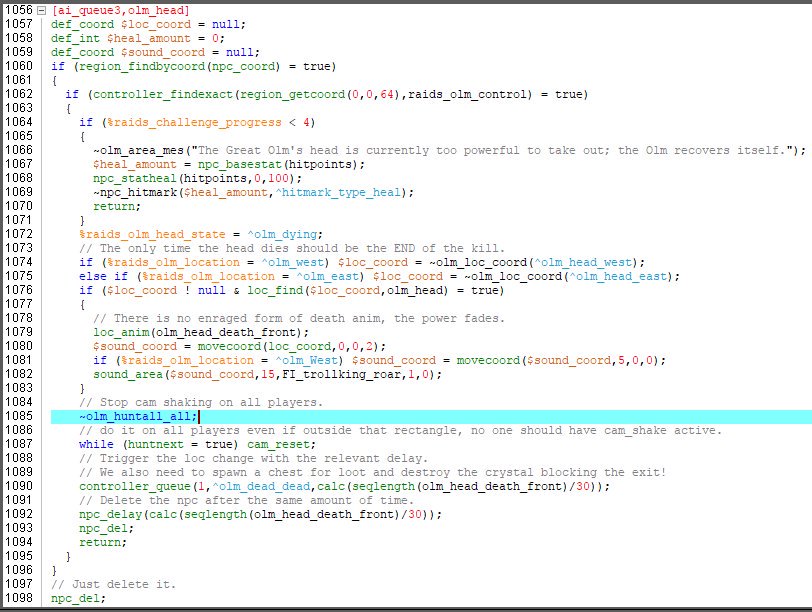 1056 [ai_queue3,olm_head]
1057 def_coord $loc_coord = null;
1058 def_int $heal_amount = 0;
1059 def_coord $sound_coord = null;
1060 if (region_findbycoord(npc_coord) = true)
1061 {
1062 if (controller_findexact(region_getcoord(0,0,64),raids_olm_control) = true)
1063 {
1064 if (%raids_challenge_progress < 4)
1065 {
1066 ~olm_area_mes("The Great Olm's head is currently too powerful to take out; the Olm recovers itself.");
1067 $heal_amount = npc_basestat(hitpoints);
1068 npc_statheal(hitpoints,0,100);
1069 ~npc_hitmark($heal_amount,^hitmark_type_heal);
1070 return;
1071 }
1072 %raids_olm_head_state = ^olm_dying;
1073 // The only time the head dies should be the END of the kill.
1074 if (%raids_olm_location = ^olm_west) $loc_coord = ~olm_loc_coord(^olm_head_west);
1075 else if (%raids_olm_location = ^olm_east) $loc_coord = ~olm_loc_coord(^olm_head_east);
1076 if ($loc_coord ! null & loc_find($loc_coord,olm_head) = true)
1077 {
1078 // There is no enraged form of death anim, the power fades.
1079 loc_anim(olm_head_death_front);
1080 $sound_coord = movecoord(loc_coord,0,0,2);
1081 if (%raids_olm_location = ^olm_West) $sound_coord = movecoord($sound_coord,5,0,0);
1082 sound_area($sound_coord,15,FI_trollking_roar,1,0);
1083 }
1084 // Stop cam shaking on all players.
1085 ~olm_huntall_all;
1086 // do it on all players even if outside that rectangle, no one should have cam_shake active.
1087 while (huntnext = true) cam_reset;
1088 // Trigger the loc change with the relevant delay.
1089 // We also need to spawn a chest for loot and destroy the crystal blocking the exit!
1090 controller_queue(1,^olm_dead_dead,calc(seqlength(olm_head_death_front)/30));
1091 // Delete the npc after the same amount of time.
1092 npc_delay(calc(seqlength(olm_head_death_front)/30));
1093 npc_del;
1094 return;
1095 }
1096 }
1097 // Just delete it.
1098 npc_del;